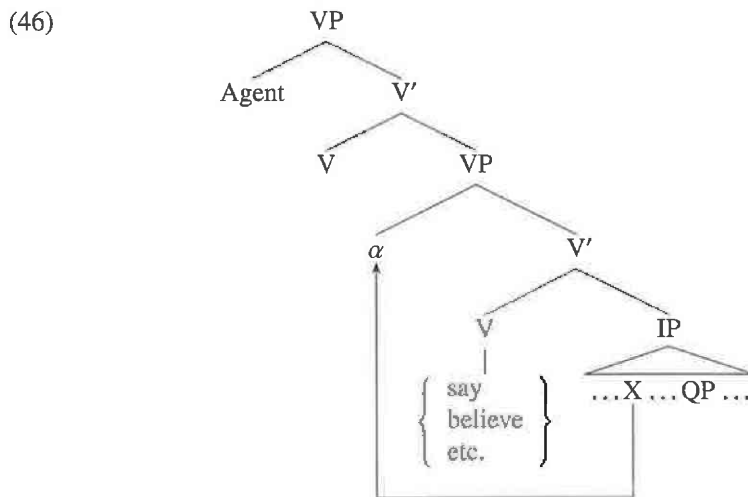 (46)
VP
Agent V′
V VP
α V′
V IP
say
believe
etc.
...X...QP...